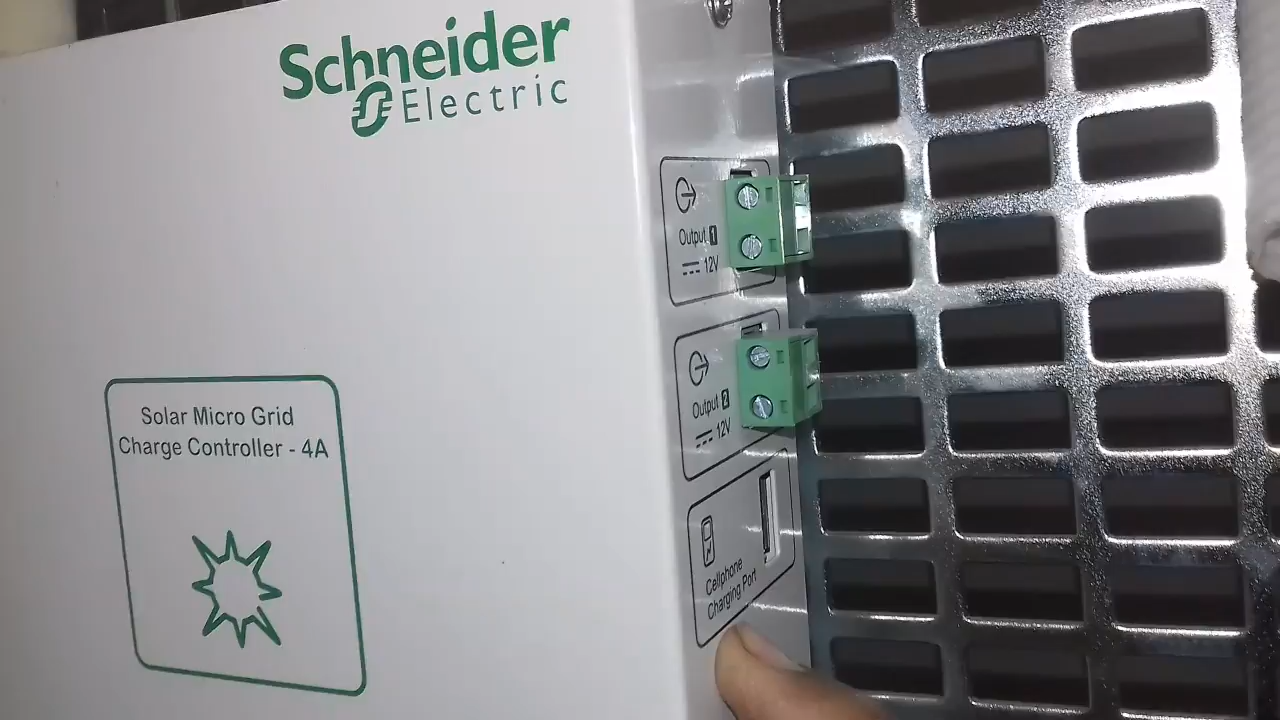 Schneider
Electric
Solar Micro Grid
Charge Controller - 4A
Output 1
12V
Output 2
12V
Cellphone
Charging Port